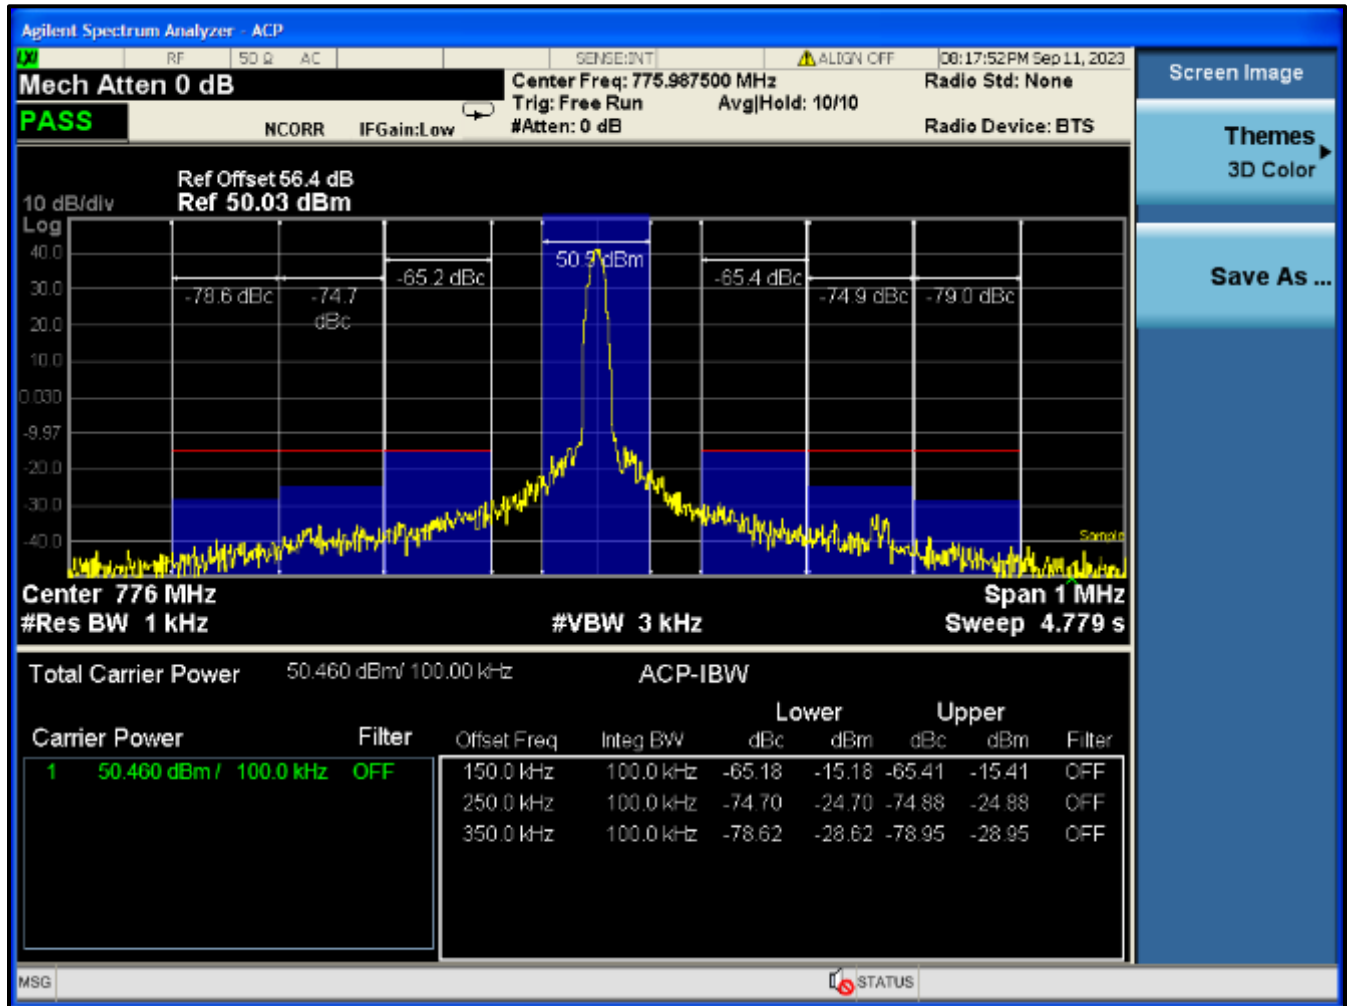 Agilent Spectrum Analyzer - ACP
LXI RF 50 Ω AC SENSE:INT ALIGN OFF 08:17:52PM Sep 11, 2023
Mech Atten 0 dB Center Freq: 775.987500 MHz Radio Std: None
Trig: Free Run Avg|Hold: 10/10
PASS NCORR IFGain:Low #Atten: 0 dB Radio Device: BTS
Screen Image
Themes
3D Color
Save As ...
Ref Offset 56.4 dB
10 dB/div Ref 50.03 dBm
Log
40.0
30.0
20.0
10.0
0.030
-9.97
-20.0
-30.0
-40.0
-78.6 dBc
-74.7
dBc
-65.2 dBc
50.5 dBm
-65.4 dBc
-74.9 dBc
-79.0 dBc
Sample
Center 776 MHz Span 1 MHz
#Res BW 1 kHz #VBW 3 kHz Sweep 4.779 s
Total Carrier Power 50.460 dBm/ 100.00 kHz ACP-IBW
Lower Upper
Carrier Power Filter Offset Freq Integ BW dBc dBm dBc dBm Filter
1 50.460 dBm / 100.0 kHz OFF 150.0 kHz 100.0 kHz -65.18 -15.18 -65.41 -15.41 OFF
250.0 kHz 100.0 kHz -74.70 -24.70 -74.88 -24.88 OFF
350.0 kHz 100.0 kHz -78.62 -28.62 -78.95 -28.95 OFF
MSG STATUS